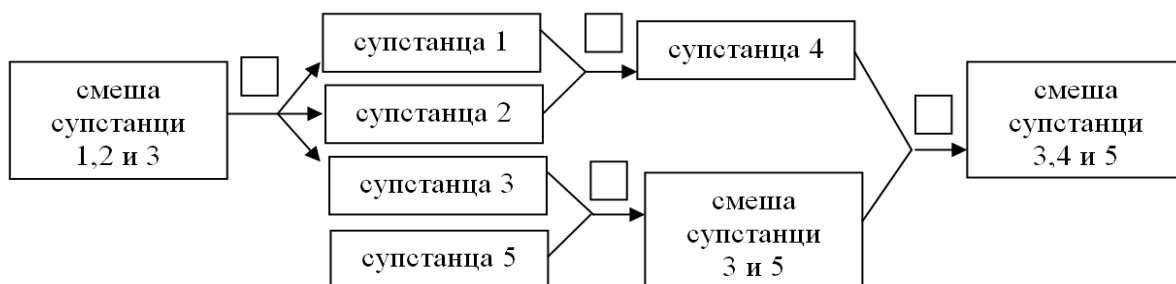 смеша
супстанци
1,2 и 3
супстанца 1
супстанца 2
супстанца 3
супстанца 5
супстанца 4
смеша
супстанци
3 и 5
смеша
супстанци
3,4 и 5